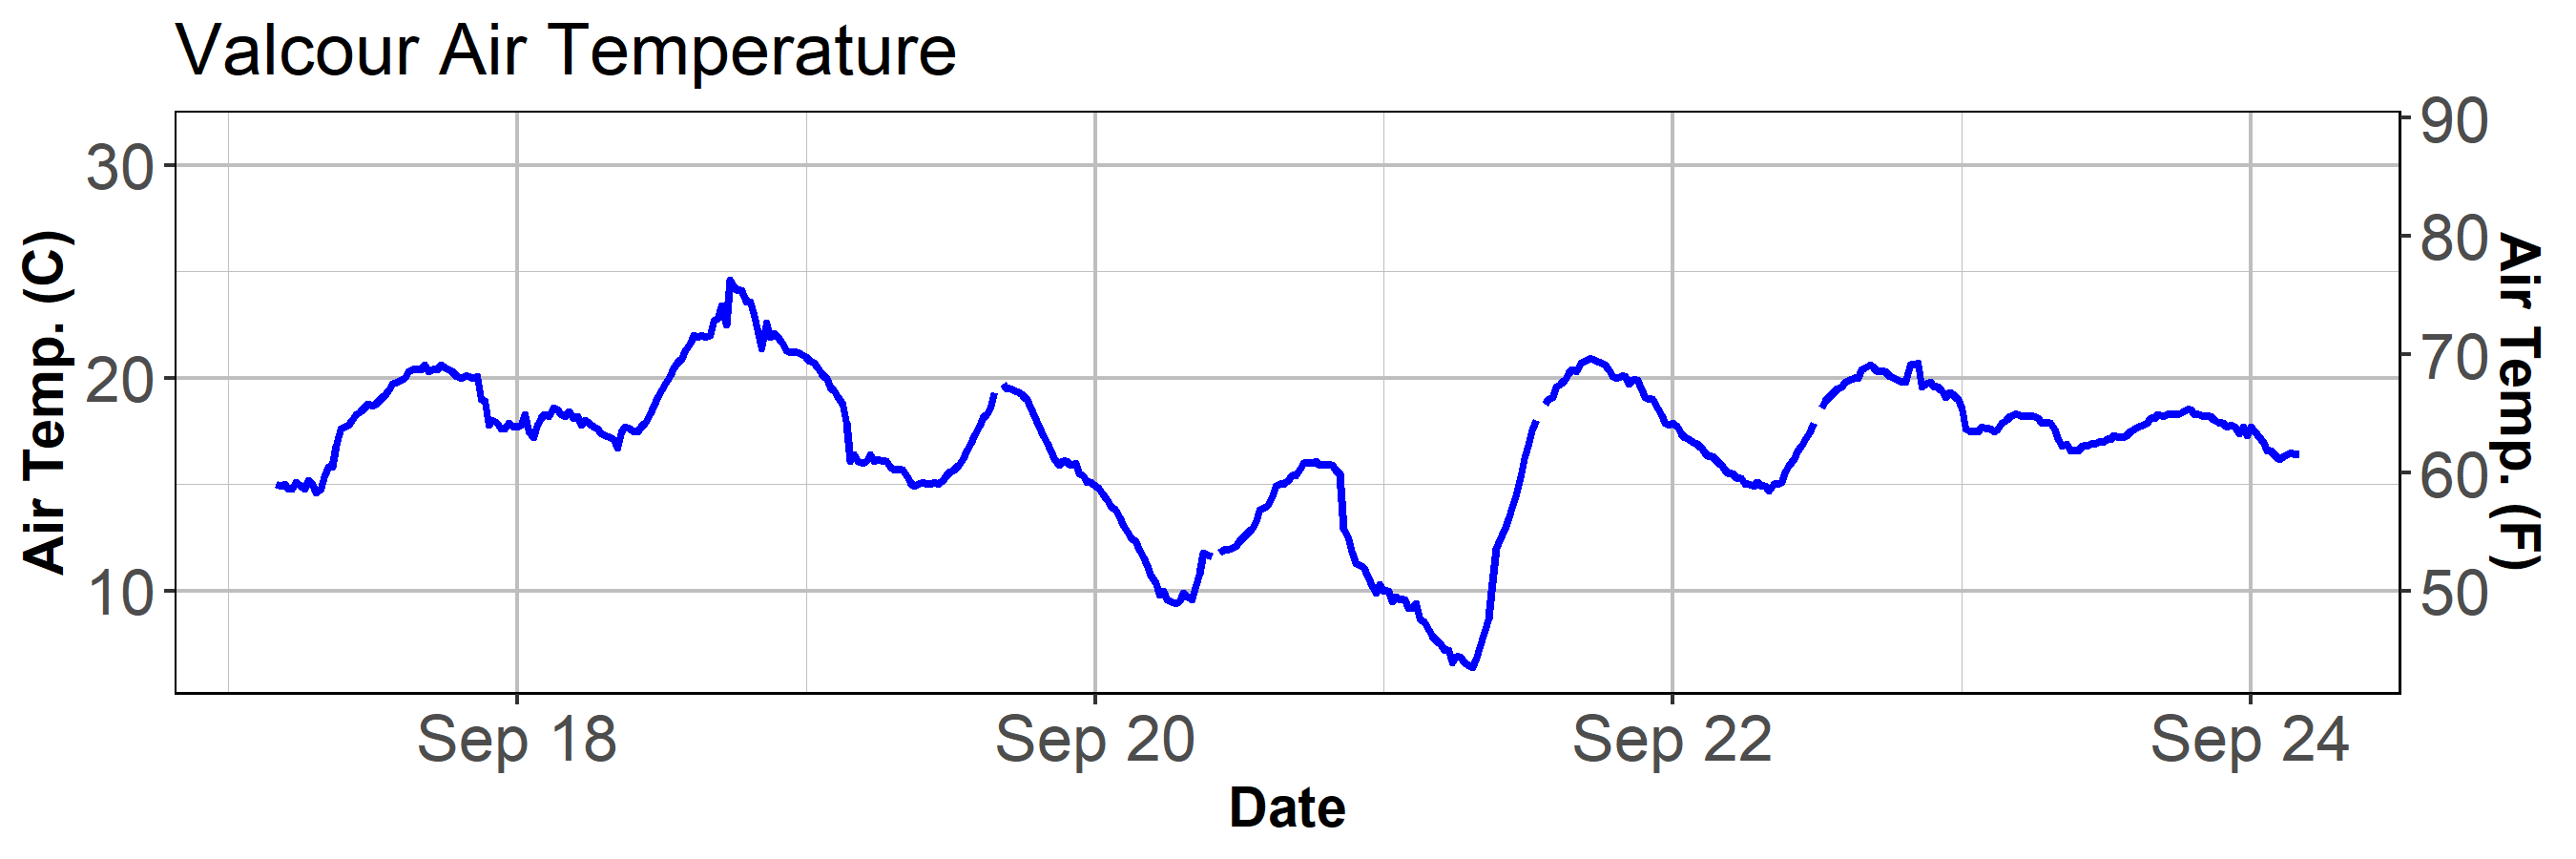 Valcour Air Temperature
Air Temp. (C)
30
20
10
90
80
70
60
50
Air Temp. (F)
Sep 18
Sep 20
Sep 22
Sep 24
Date